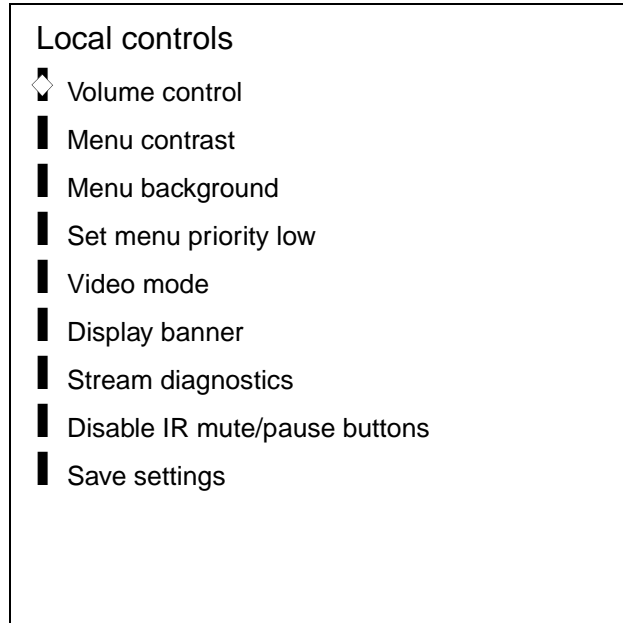 Local controls
Volume control
Menu contrast
Menu background
Set menu priority low
Video mode
Display banner
Stream diagnostics
Disable IR mute/pause buttons
Save settings